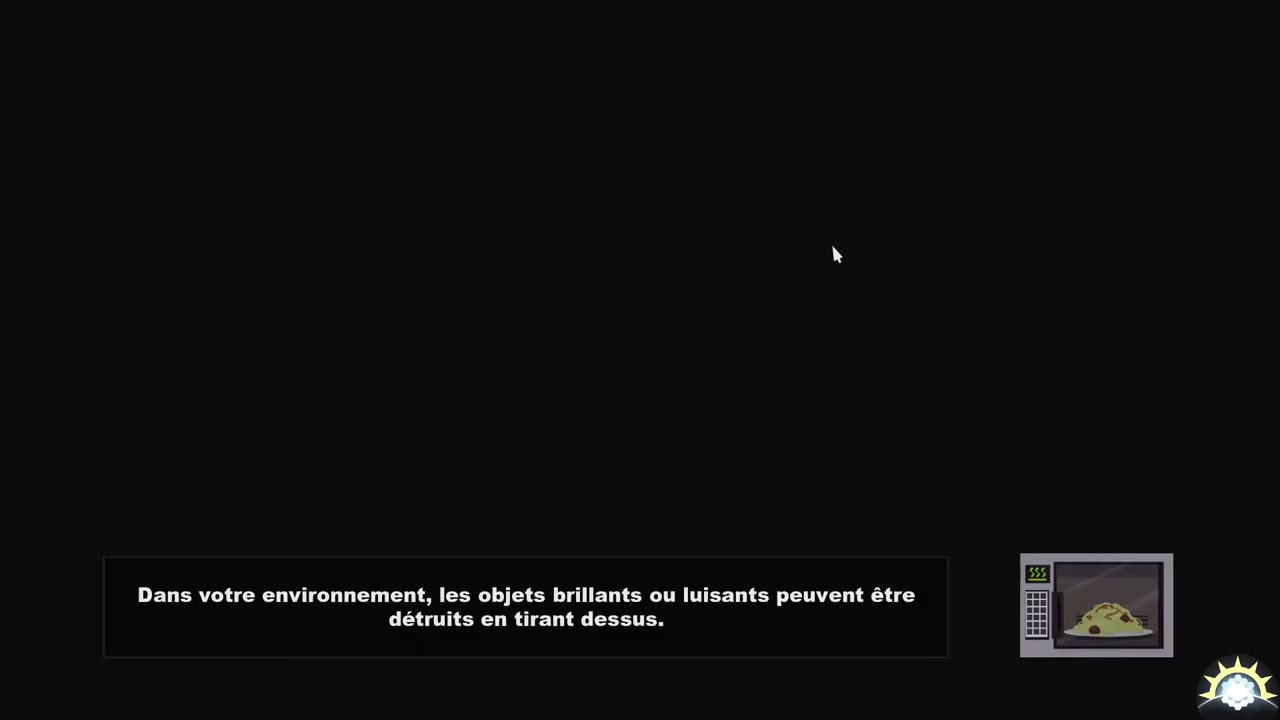 Dans votre environnement, les objets brillants ou luisants peuvent être
détruits en tirant dessus.